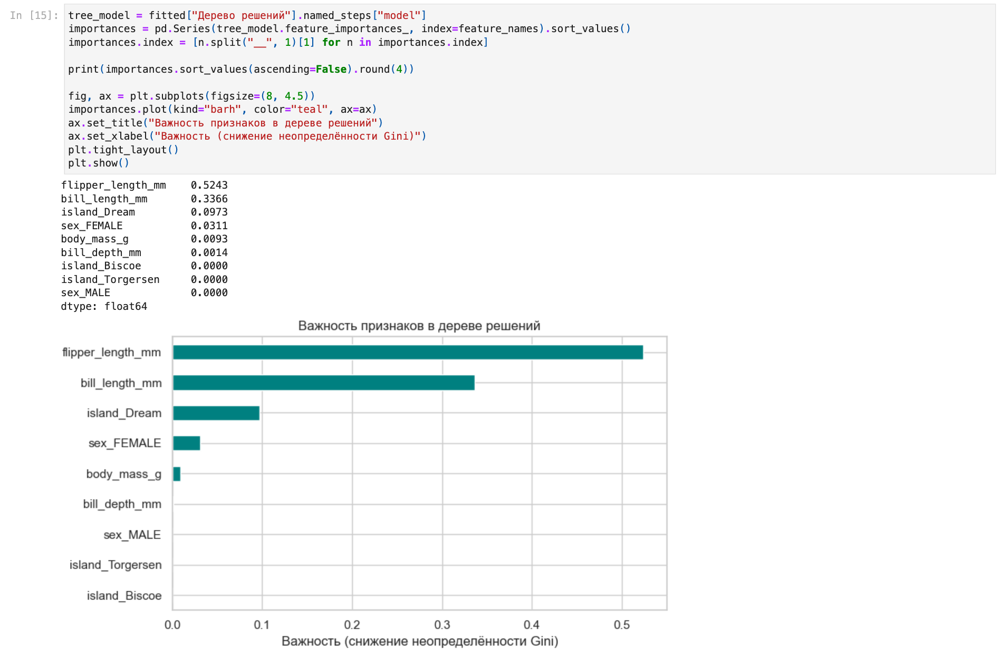 In [15]:
tree_model = fitted["Дерево решений"].named_steps["model"]
importances = pd.Series(tree_model.feature_importances_, index=feature_names).sort_values()
importances.index = [n.split("__", 1)[1] for n in importances.index]
print(importances.sort_values(ascending=False).round(4))
fig, ax = plt.subplots(figsize=(8, 4.5))
importances.plot(kind="barh", color="teal", ax=ax)
ax.set_title("Важность признаков в дереве решений")
ax.set_xlabel("Важность (снижение неопределённости Gini)")
plt.tight_layout()
plt.show()
flipper_length_mm 0.5243
bill_length_mm 0.3366
island_Dream 0.0973
sex_FEMALE 0.0311
body_mass_g 0.0093
bill_depth_mm 0.0014
island_Biscoe 0.0000
island_Torgersen 0.0000
sex_MALE 0.0000
dtype: float64
Важность признаков в дереве решений
flipper_length_mm
bill_length_mm
island_Dream
sex_FEMALE
body_mass_g
bill_depth_mm
sex_MALE
island_Torgersen
island_Biscoe
0.0 0.1 0.2 0.3 0.4 0.5
Важность (снижение неопределённости Gini)